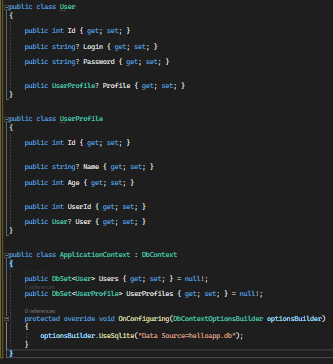 public class User
{
public int Id { get; set; }
public string? Login { get; set; }
public string? Password { get; set; }
public UserProfile? Profile { get; set; }
}
public class UserProfile
{
public int Id { get; set; }
public string? Name { get; set; }
public int Age { get; set; }
public int UserId { get; set; }
public User? User { get; set; }
}
public class ApplicationContext : DbContext
{
public DbSet<User> Users { get; set; } = null!;
0 references
public DbSet<UserProfile> UserProfiles { get; set; } = null!;
0 references
protected override void OnConfiguring(DbContextOptionsBuilder optionsBuilder)
{
optionsBuilder.UseSqlite("Data Source=helloapp.db");
}
}